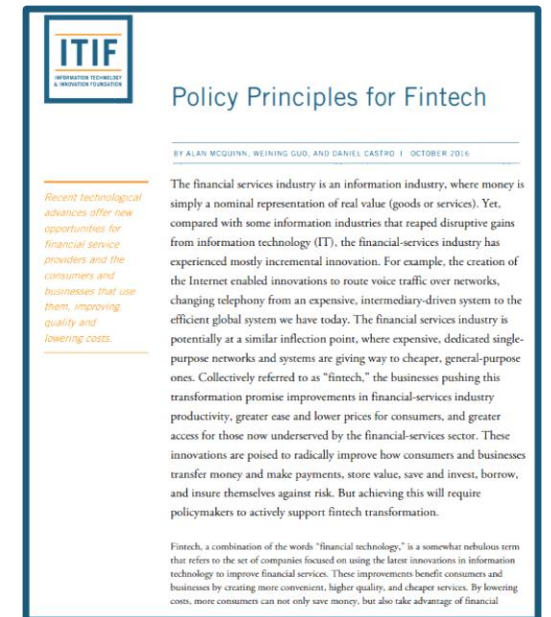 ITIF
INFORMATION TECHNOLOGY
& INNOVATION FOUNDATION
Policy Principles for Fintech
BY ALAN MCQUINN, WEINING GUO, AND DANIEL CASTRO | OCTOBER 2016
Recent technological
advances offer new
opportunities for
financial service
providers and the
consumers and
businesses that use
them, improving
quality and
lowering costs.
The financial services industry is an information industry, where money is
simply a nominal representation of real value (goods or services). Yet,
compared with some information industries that reaped disruptive gains
from information technology (IT), the financial-services industry has
experienced mostly incremental innovation. For example, the creation of
the Internet enabled innovations to route voice traffic over networks,
changing telephony from an expensive, intermediary-driven system to the
efficient global system we have today. The financial services industry is
potentially at a similar inflection point, where expensive, dedicated single-
purpose networks and systems are giving way to cheaper, general-purpose
ones. Collectively referred to as “fintech,” the businesses pushing this
transformation promise improvements in financial-services industry
productivity, greater ease and lower prices for consumers, and greater
access for those now underserved by the financial-services sector. These
innovations are poised to radically improve how consumers and businesses
transfer money and make payments, store value, save and invest, borrow,
and insure themselves against risk. But achieving this will require
policymakers to actively support fintech transformation.
Fintech, a combination of the words “financial technology,” is a somewhat nebulous term
that refers to the set of companies focused on using the latest innovations in information
technology to improve financial services. These improvements benefit consumers and
businesses by creating more convenient, higher quality, and cheaper services. By lowering
costs, more consumers can not only save money, but also take advantage of financial